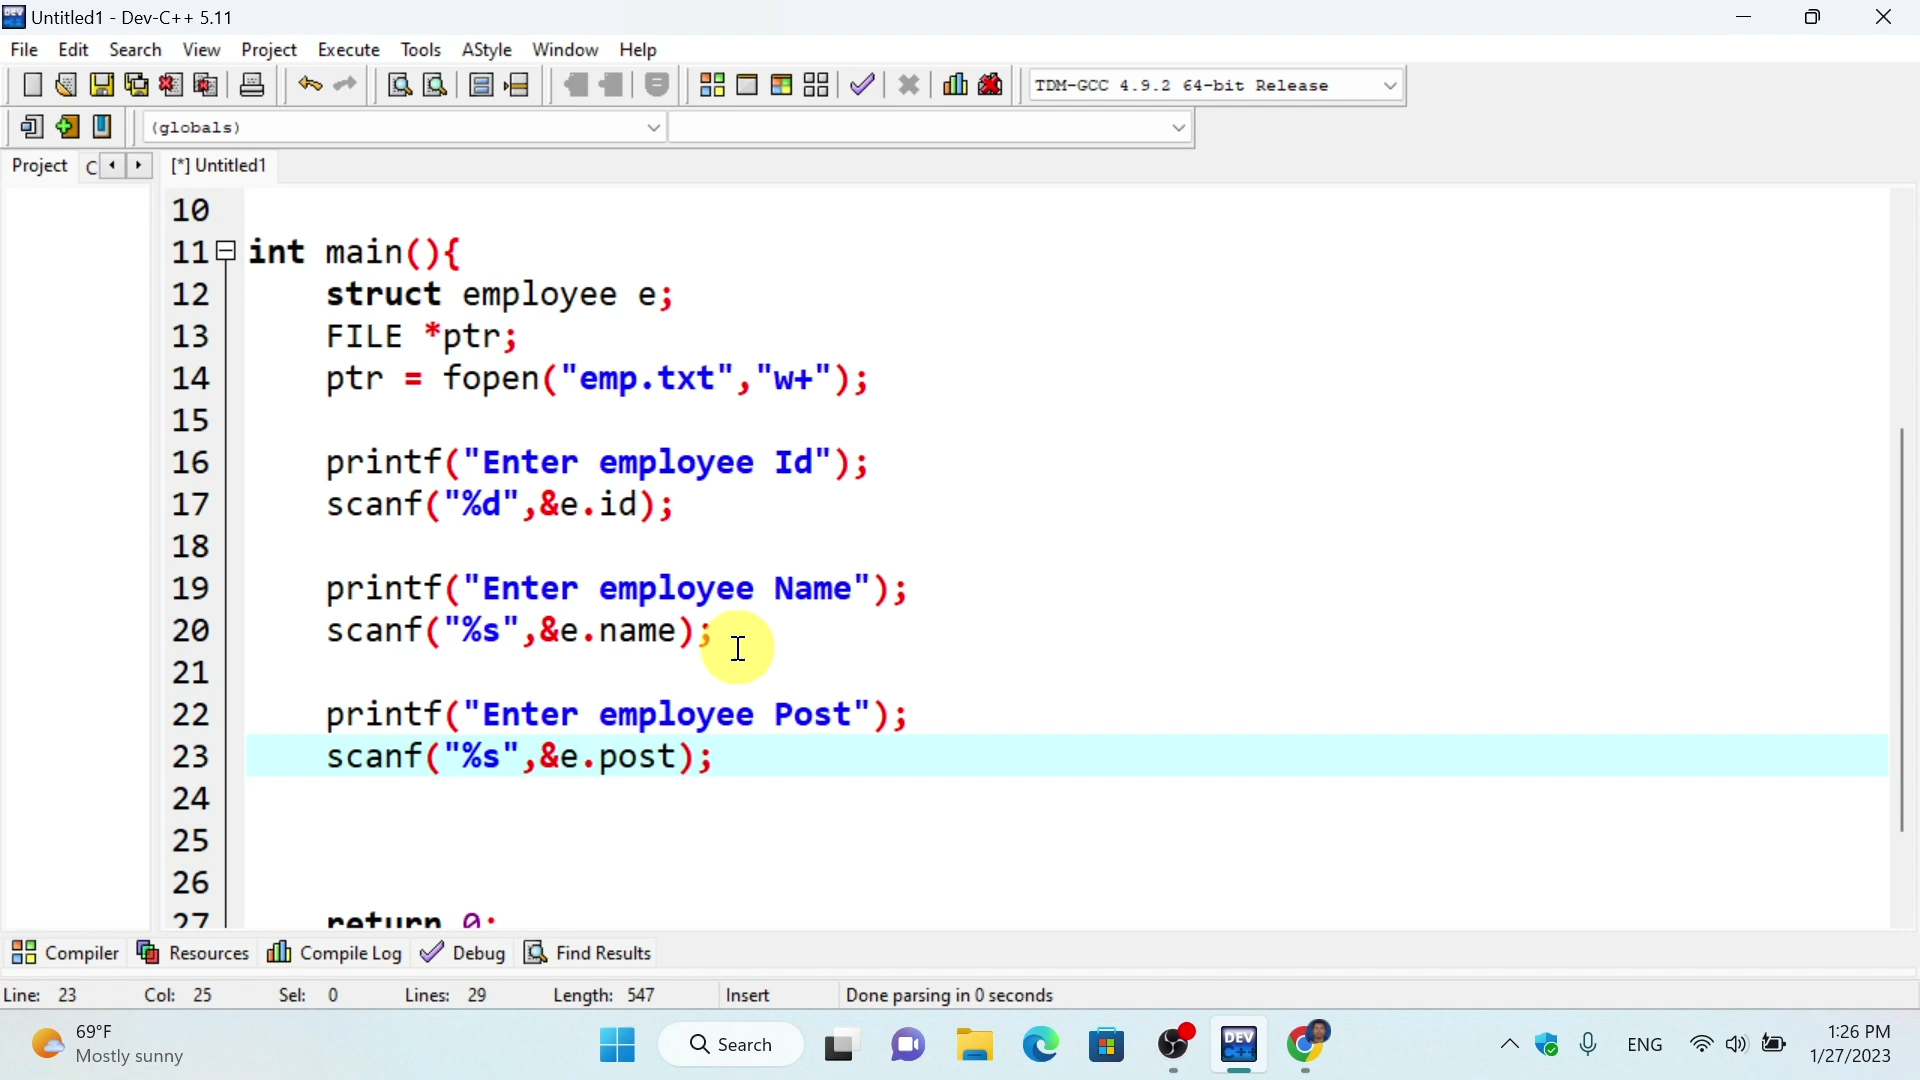 Untitled1 - Dev-C++ 5.11
File Edit Search View Project Execute Tools AStyle Window Help
TDM-GCC 4.9.2 64-bit Release
(globals)
Project C [*] Untitled1
10
11 int main(){
12 struct employee e;
13 FILE *ptr;
14 ptr = fopen("emp.txt","w+");
15
16 printf("Enter employee Id");
17 scanf("%d",&e.id);
18
19 printf("Enter employee Name");
20 scanf("%s",&e.name);
21
22 printf("Enter employee Post");
23 scanf("%s",&e.post);
24
25
26
27 return 0;
Compiler Resources Compile Log Debug Find Results
Line: 23 Col: 25 Sel: 0 Lines: 29 Length: 547 Insert Done parsing in 0 seconds
69°F
Mostly sunny
Search
DEV
C++
ENG
1:26 PM
1/27/2023